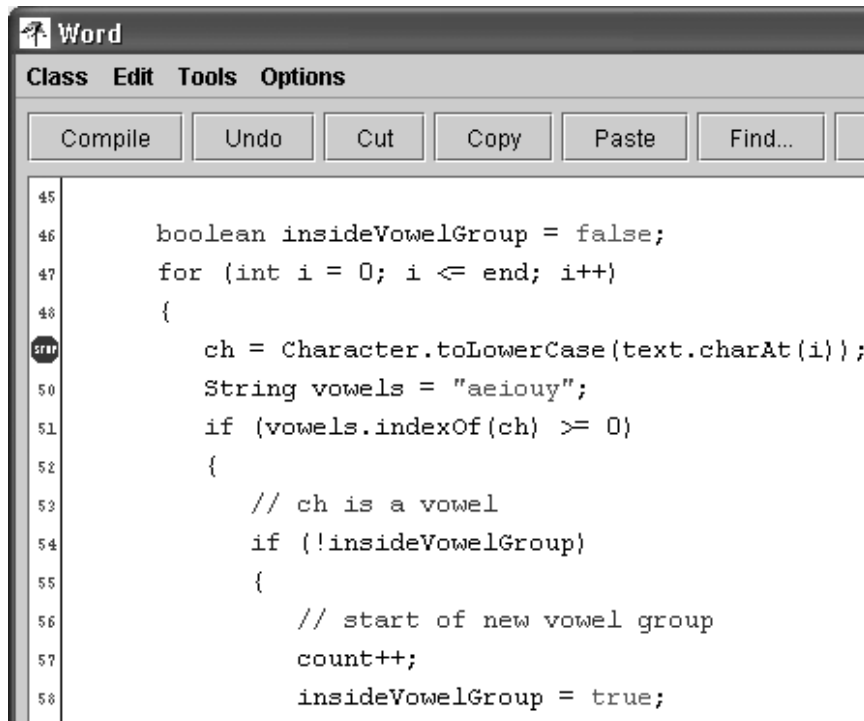 Word
Class Edit Tools Options
Compile Undo Cut Copy Paste Find...
45
46 boolean insideVowelGroup = false;
47 for (int i = 0; i <= end; i++)
48 {
STOP ch = Character.toLowerCase(text.charAt(i));
50 String vowels = "aeiouy";
51 if (vowels.indexOf(ch) >= 0)
52 {
53 // ch is a vowel
54 if (!insideVowelGroup)
55 {
56 // start of new vowel group
57 count++;
58 insideVowelGroup = true;